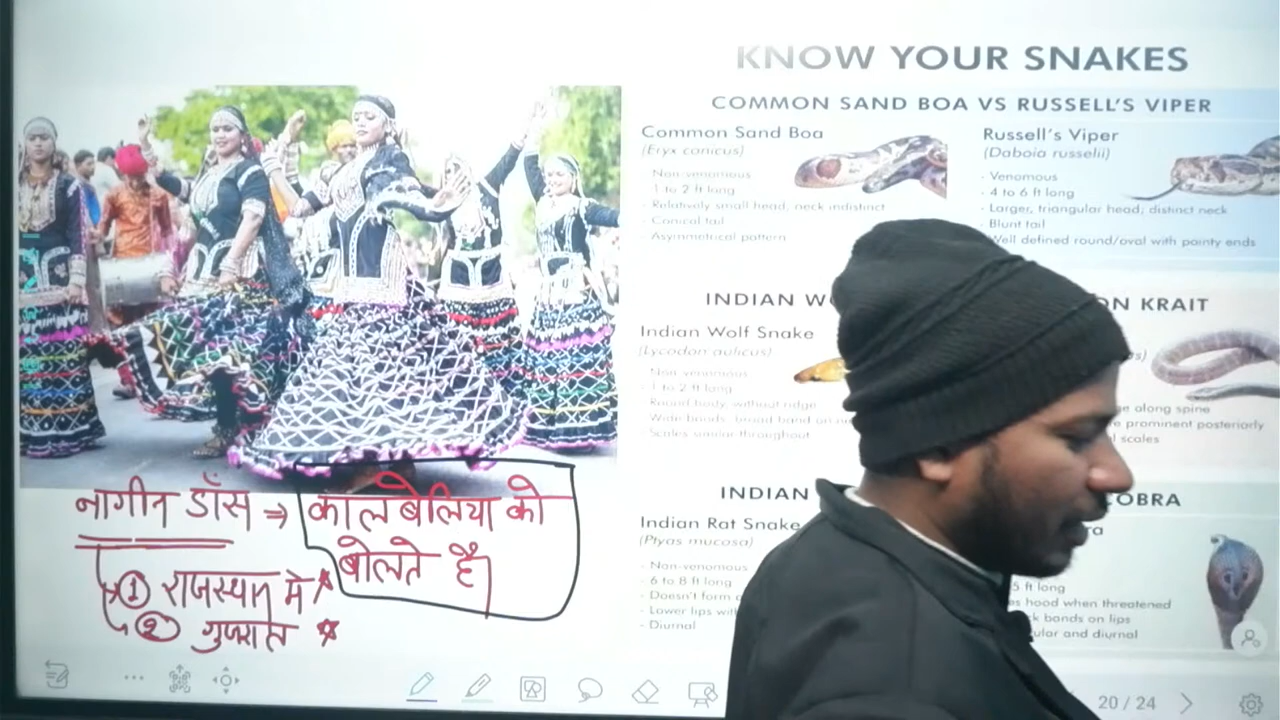 KNOW YOUR SNAKES
COMMON SAND BOA VS RUSSELL'S VIPER
Common Sand Boa
(Eryx conicus)
- Non-venomous
- 1 to 2 ft long
- Relatively small head; neck indistinct
- Conical tail
- Asymmetrical pattern
Russell's Viper
(Daboia russelii)
- Venomous
- 4 to 6 ft long
- Larger, triangular head; distinct neck
- Blunt tail
Well defined round/oval with pointy ends
INDIAN
ON KRAIT
Indian Wolf Snake
(Lycodon aulicus)
- Non-venomous
- 1 to 2 ft long
- Round body, without ridge
- Scales similar throughout
along spine
prominent posteriorly
scales
INDIAN
COBRA
Indian Rat Snake
(Ptyas mucosa)
- Non-venomous
- 6 to 8 ft long
- Doesn't form
- Lower lips
- Diurnal
5 ft long
hood when threatened
bands on lips
and diurnal
नागीन डाँस ⇒ कालबेलिया को
बोलते है
① राजस्थान मे
② गुजरात
20 / 24